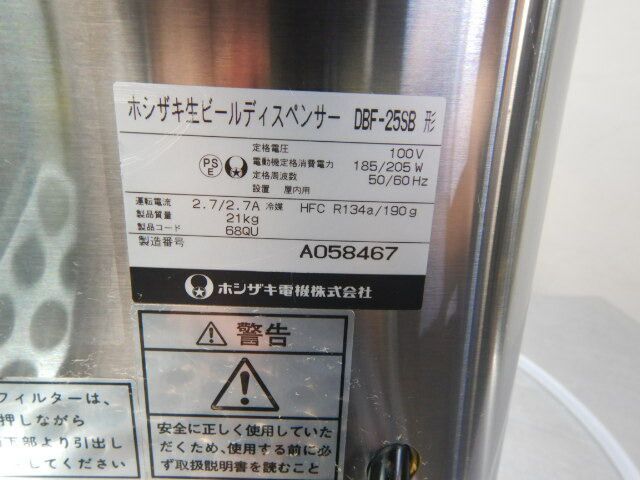 ホシザキ生ビールディスペンサー DBF-25SB 形
PS
E
定格電圧 100V
電動機定格消費電力 185/205 W
定格周波数 50/60 Hz
設置 屋内用
運転電流 2.7/2.7A 冷媒 HFC R134a/190g
製品質量 21kg
製品コード 68QU
製造番号 A058467
ホシザキ電機株式会社
警告
安全に正しく使用していた
だくため、使用する前に必
ず取扱説明書を読むこと
フィルターは、
押しながら
下部より引出し
してください